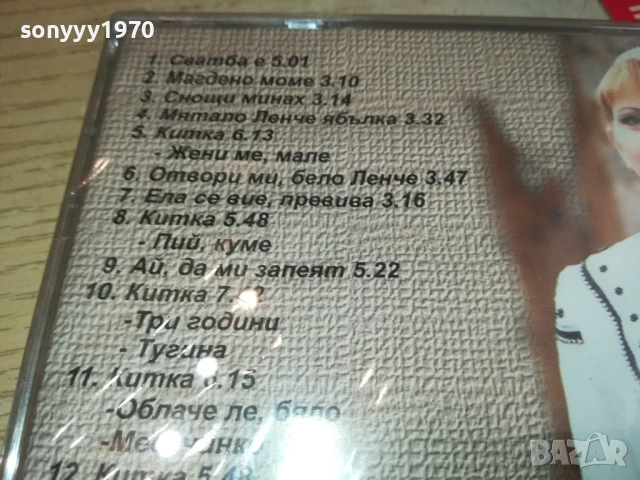 sonyyy1970
1. Сватба е 5.01
2. Магдено моме 3.10
3. Снощи минах 3.14
4. Мятало Ленче ябълка 3.32
5. Китка 6.13
- Жени ме, мале
6. Отвори ми, бело Ленче 3.47
7. Ела се вие, превива 3.16
8. Китка 5.48
- Пий, куме
9. Ай, да ми запеят 5.22
10. Китка
-Три години
- Тугина
11. Китка
-Облаче ле, бяло
12. Китка 5.48
BAZAR